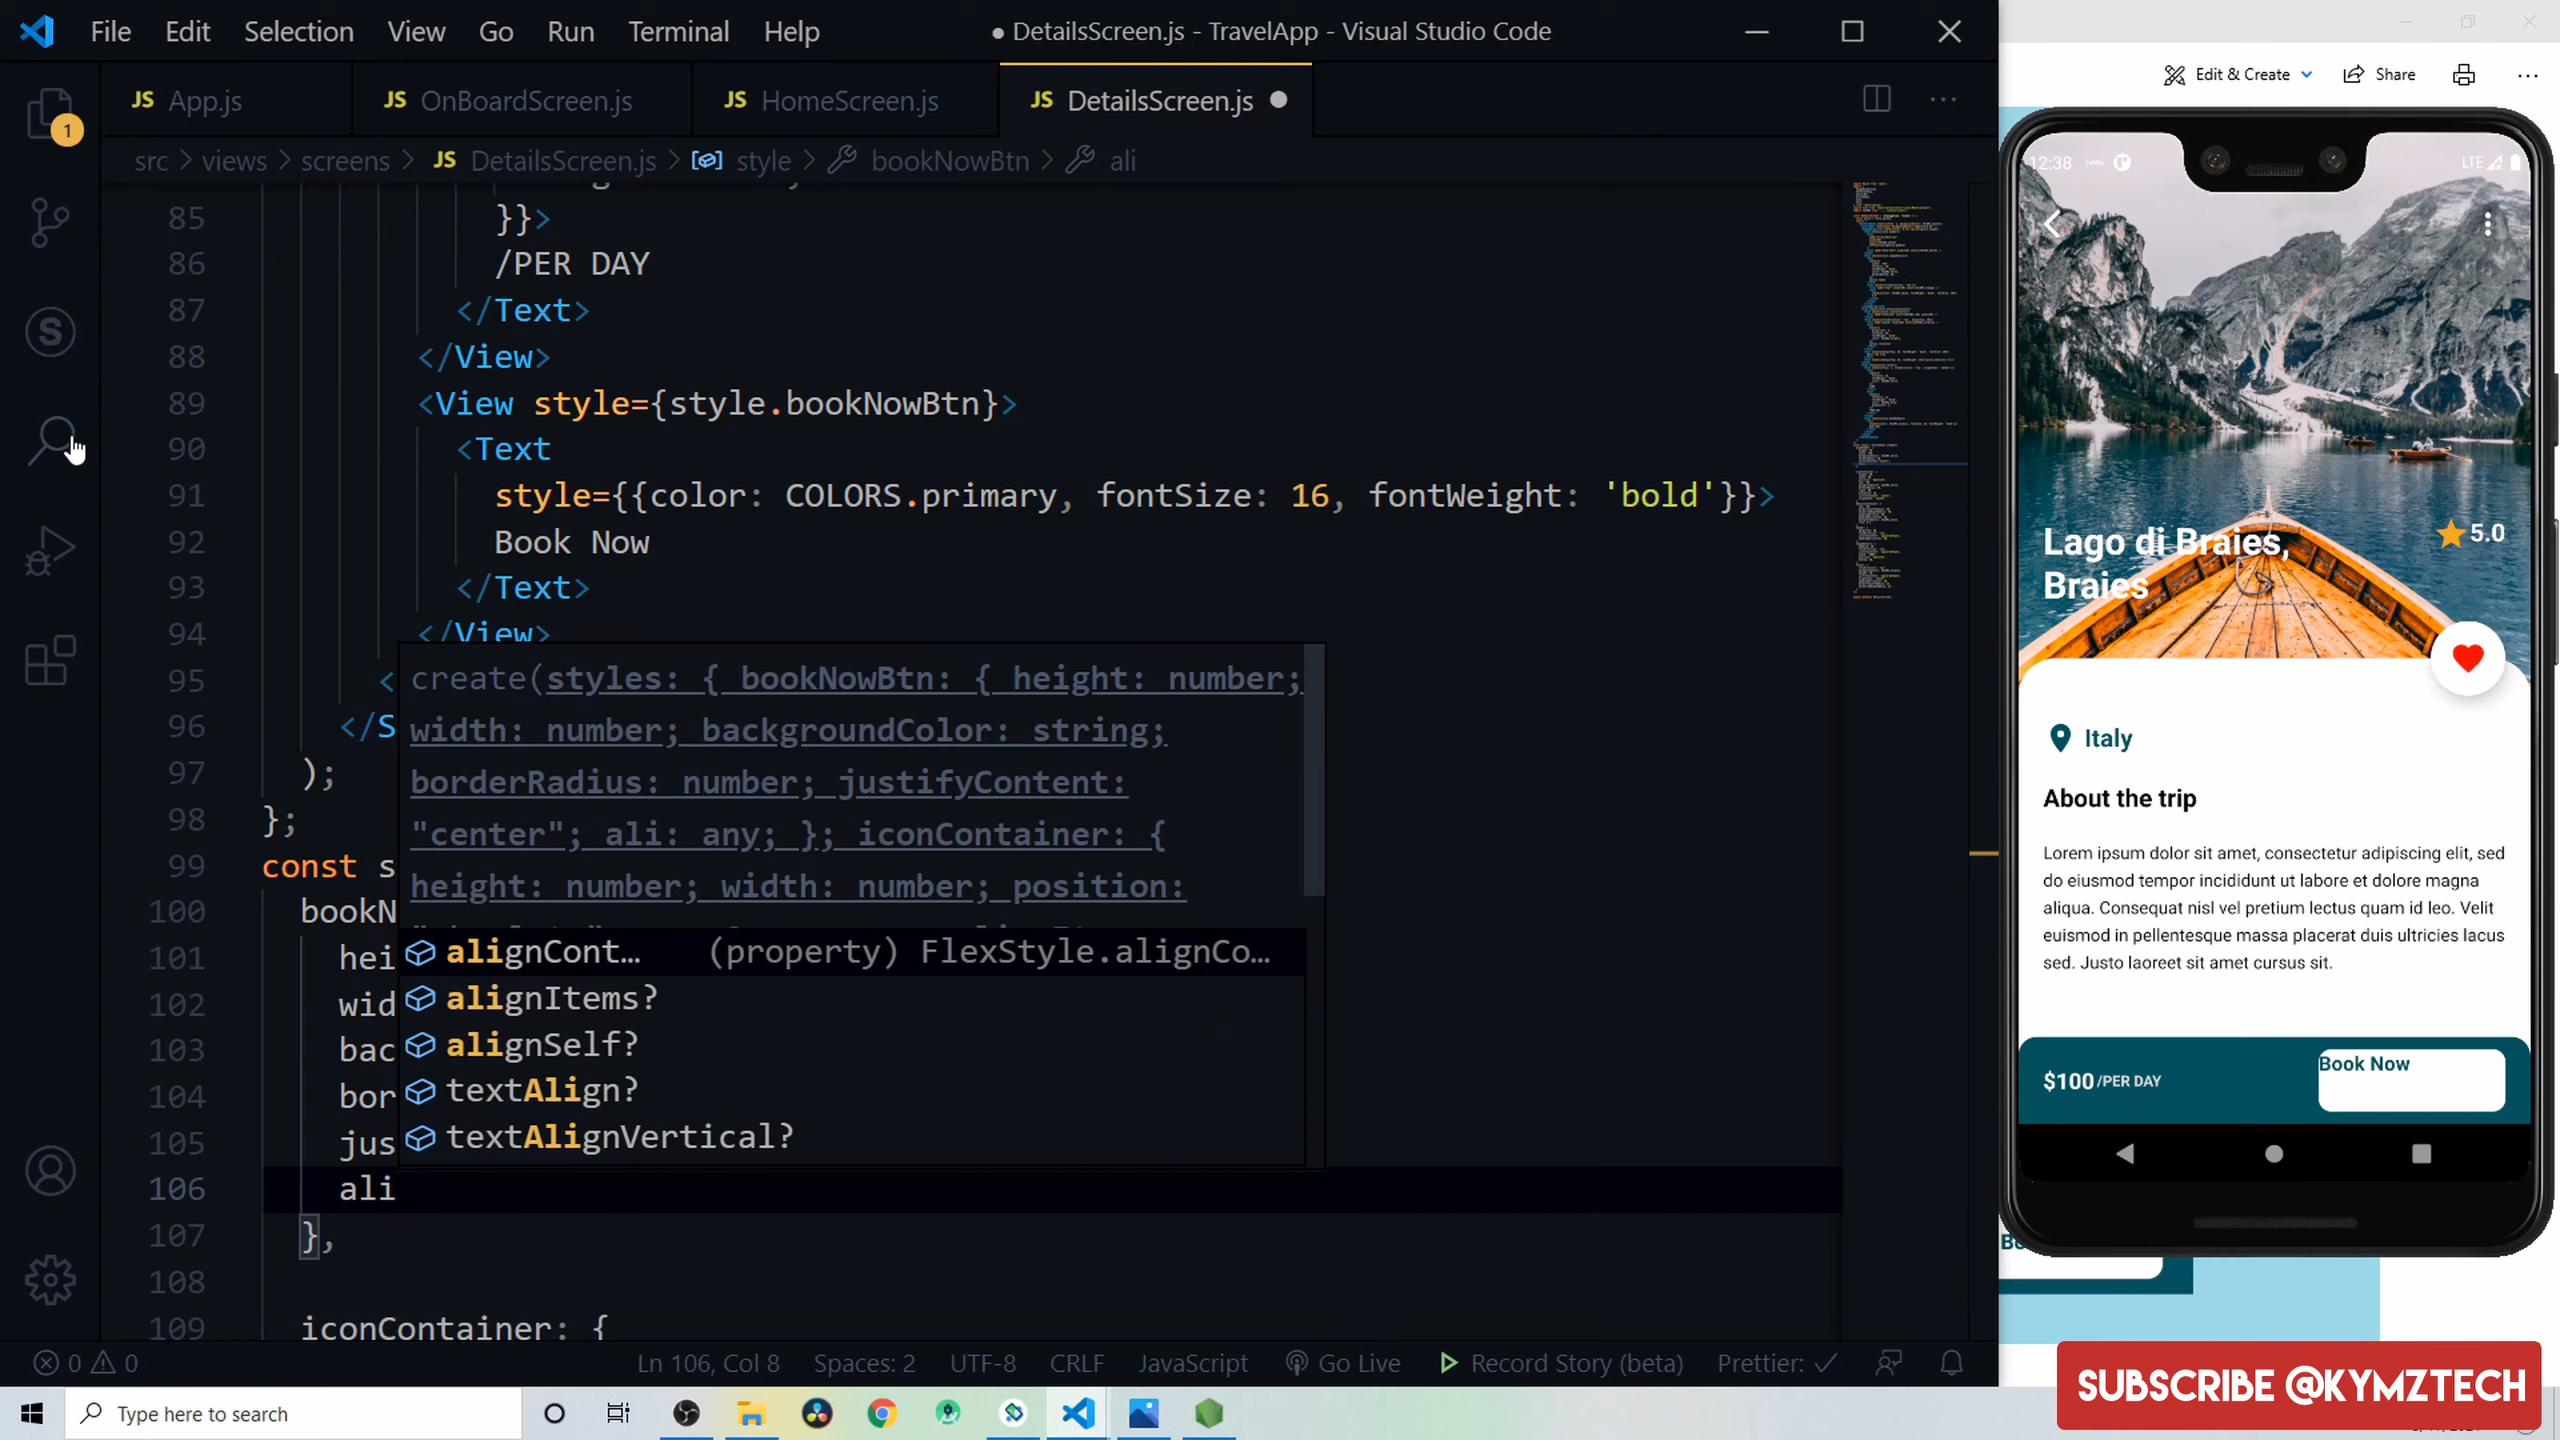 File Edit Selection View Go Run Terminal Help
● DetailsScreen.js - TravelApp - Visual Studio Code
JS App.js
JS OnBoardScreen.js
JS HomeScreen.js
JS DetailsScreen.js
src > views > screens > JS DetailsScreen.js > style > bookNowBtn > ali
1
85 }}>
86 /PER DAY
87 </Text>
88 </View>
89 <View style={style.bookNowBtn}>
90 <Text
91 style={{color: COLORS.primary, fontSize: 16, fontWeight: 'bold'}}>
92 Book Now
93 </Text>
94 </View>
95 <
96 </S
97 );
98 };
99 const s
100 bookN
101 hei
102 wid
103 bac
104 bor
105 jus
106 ali
107 },
108
109 iconContainer: {
create(styles: { bookNowBtn: { height: number;
width: number; backgroundColor: string;
borderRadius: number; justifyContent:
"center"; ali: any; }; iconContainer: {
height: number; width: number; position:
alignCont… (property) FlexStyle.alignCo…
alignItems?
alignSelf?
textAlign?
textAlignVertical?
0 0
Ln 106, Col 8 Spaces: 2 UTF-8 CRLF JavaScript Go Live Record Story (beta) Prettier: ✓
Type here to search
Edit & Create Share
12:38 LTE
Lago di Braies,
Braies
5.0
Italy
About the trip
Lorem ipsum dolor sit amet, consectetur adipiscing elit, sed
do eiusmod tempor incididunt ut labore et dolore magna
aliqua. Consequat nisl vel pretium lectus quam id leo. Velit
euismod in pellentesque massa placerat duis ultricies lacus
sed. Justo laoreet sit amet cursus sit.
$100/PER DAY
Book Now
SUBSCRIBE @KYMZTECH